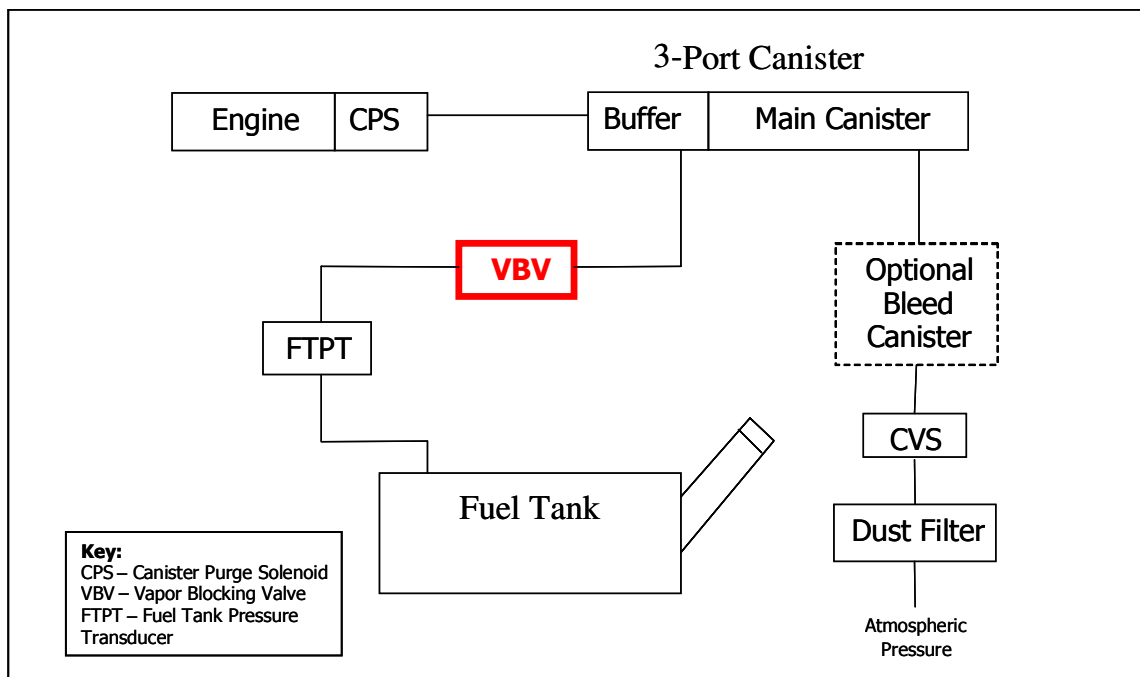 3-Port Canister
Engine
CPS
Buffer
Main Canister
VBV
Optional
Bleed
Canister
FTPT
CVS
Fuel Tank
Dust Filter
Key:
CPS – Canister Purge Solenoid
VBV – Vapor Blocking Valve
FTPT – Fuel Tank Pressure
Transducer
Atmospheric
Pressure